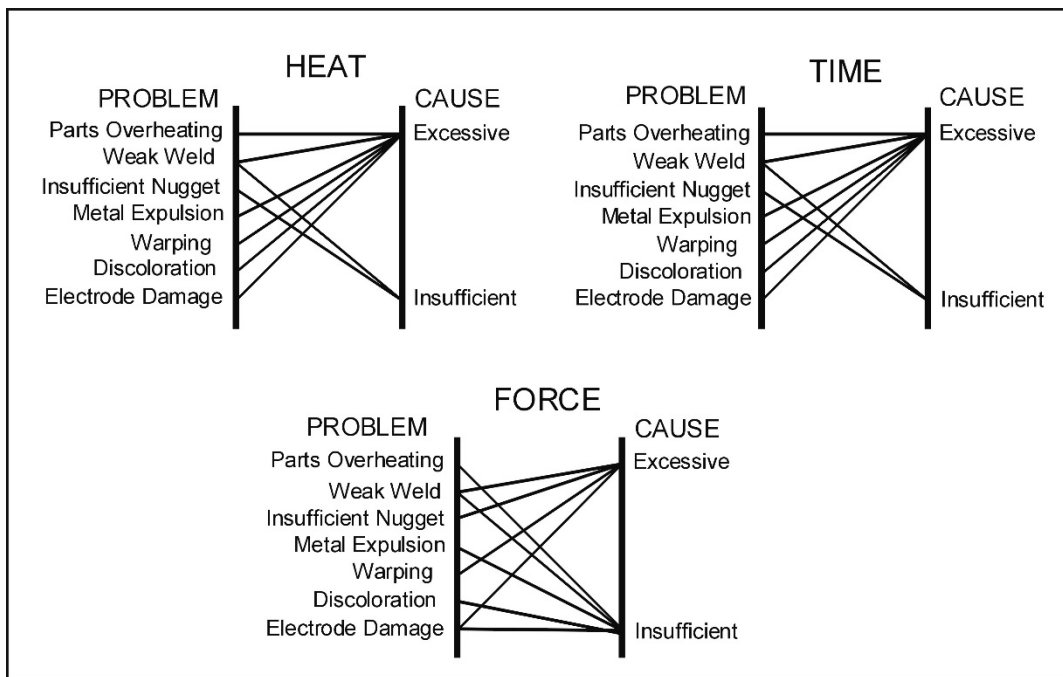 HEAT
PROBLEM
CAUSE
Parts Overheating
Excessive
Weak Weld
Insufficient Nugget
Metal Expulsion
Warping
Discoloration
Electrode Damage
Insufficient
TIME
PROBLEM
CAUSE
Parts Overheating
Excessive
Weak Weld
Insufficient Nugget
Metal Expulsion
Warping
Discoloration
Electrode Damage
Insufficient
FORCE
PROBLEM
CAUSE
Parts Overheating
Excessive
Weak Weld
Insufficient Nugget
Metal Expulsion
Warping
Discoloration
Electrode Damage
Insufficient